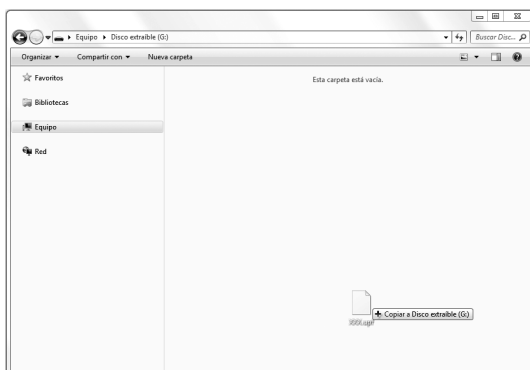 Equipo ▸ Disco extraíble (G:)
Buscar Disc...
Organizar ▼ Compartir con ▼ Nueva carpeta
Favoritos
Esta carpeta está vacía.
Bibliotecas
Equipo
Red
Copiar a Disco extraíble (G:)